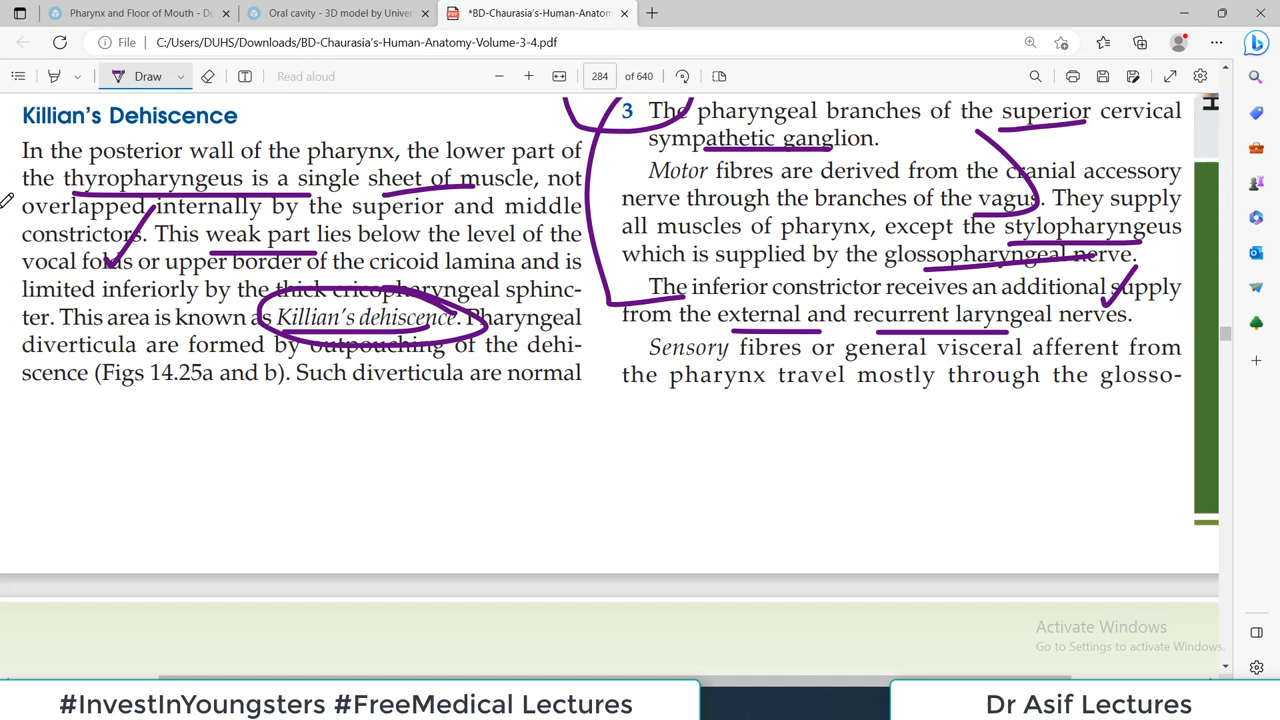 Pharynx and Floor of Mouth - Do
Oral cavity - 3D model by Univer
*BD-Chaurasia's-Human-Anatom
File
C:/Users/DUHS/Downloads/BD-Chaurasia's-Human-Anatomy-Volume-3-4.pdf
Draw
Read aloud
284 of 640
Killian's Dehiscence
In the posterior wall of the pharynx, the lower part of
the thyropharyngeus is a single sheet of muscle, not
overlapped internally by the superior and middle
constrictors. This weak part lies below the level of the
vocal folds or upper border of the cricoid lamina and is
limited inferiorly by the thick cricopharyngeal sphinc-
ter. This area is known as Killian's dehiscence. Pharyngeal
diverticula are formed by outpouching of the dehi-
scence (Figs 14.25a and b). Such diverticula are normal
3 The pharyngeal branches of the superior cervical
sympathetic ganglion.
Motor fibres are derived from the cranial accessory
nerve through the branches of the vagus. They supply
all muscles of pharynx, except the stylopharyngeus
which is supplied by the glossopharyngeal nerve.
The inferior constrictor receives an additional supply
from the external and recurrent laryngeal nerves.
Sensory fibres or general visceral afferent from
the pharynx travel mostly through the glosso-
H
Activate Windows
Go to Settings to activate Windows.
#InvestInYoungsters #FreeMedical Lectures
Dr Asif Lectures